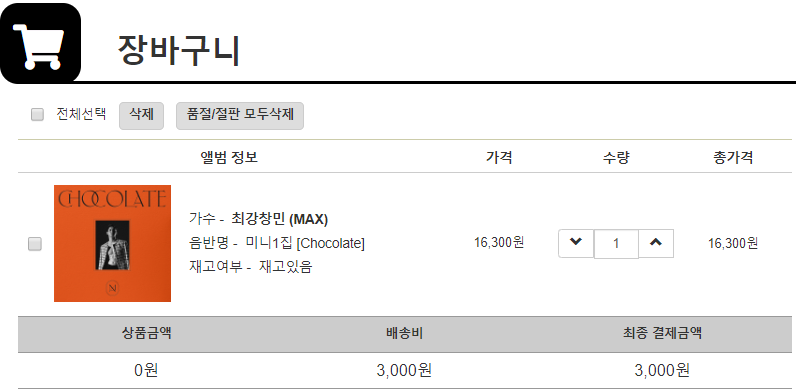 장바구니
전체선택 삭제 품절/절판 모두삭제
앨범 정보 가격 수량 총가격
CHOCOLATE
가수 - 최강창민 (MAX)
음반명 - 미니1집 [Chocolate]
재고여부 - 재고있음
16,300원 1 16,300원
상품금액 배송비 최종 결제금액
0원 3,000원 3,000원